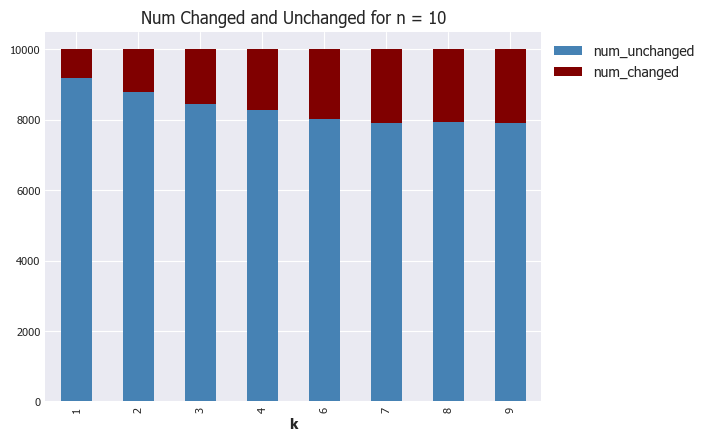 Num Changed and Unchanged for n = 10
10000
8000
6000
4000
2000
0
1 2 3 4 6 7 8 9
k
num_unchanged
num_changed